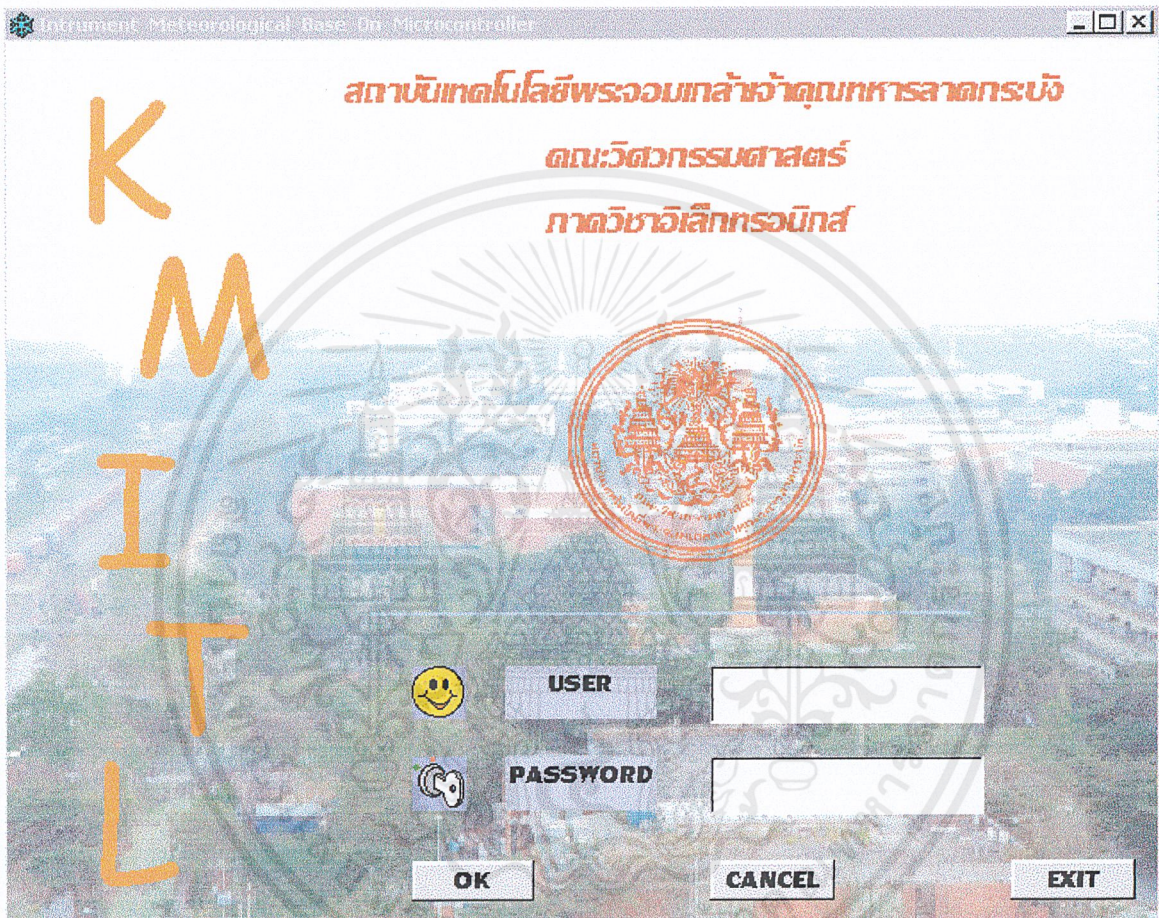 Intrument Meteorological Base On Microcontroller
สถาบันเทคโนโลยีพระจอมเกล้าเจ้าคุณทหารลาดกระบัง
คณะวิศวกรรมศาสตร์
ภาควิชาอิเล็กทรอนิกส์
K
M
I
T
L
USER
PASSWORD
OK CANCEL EXIT